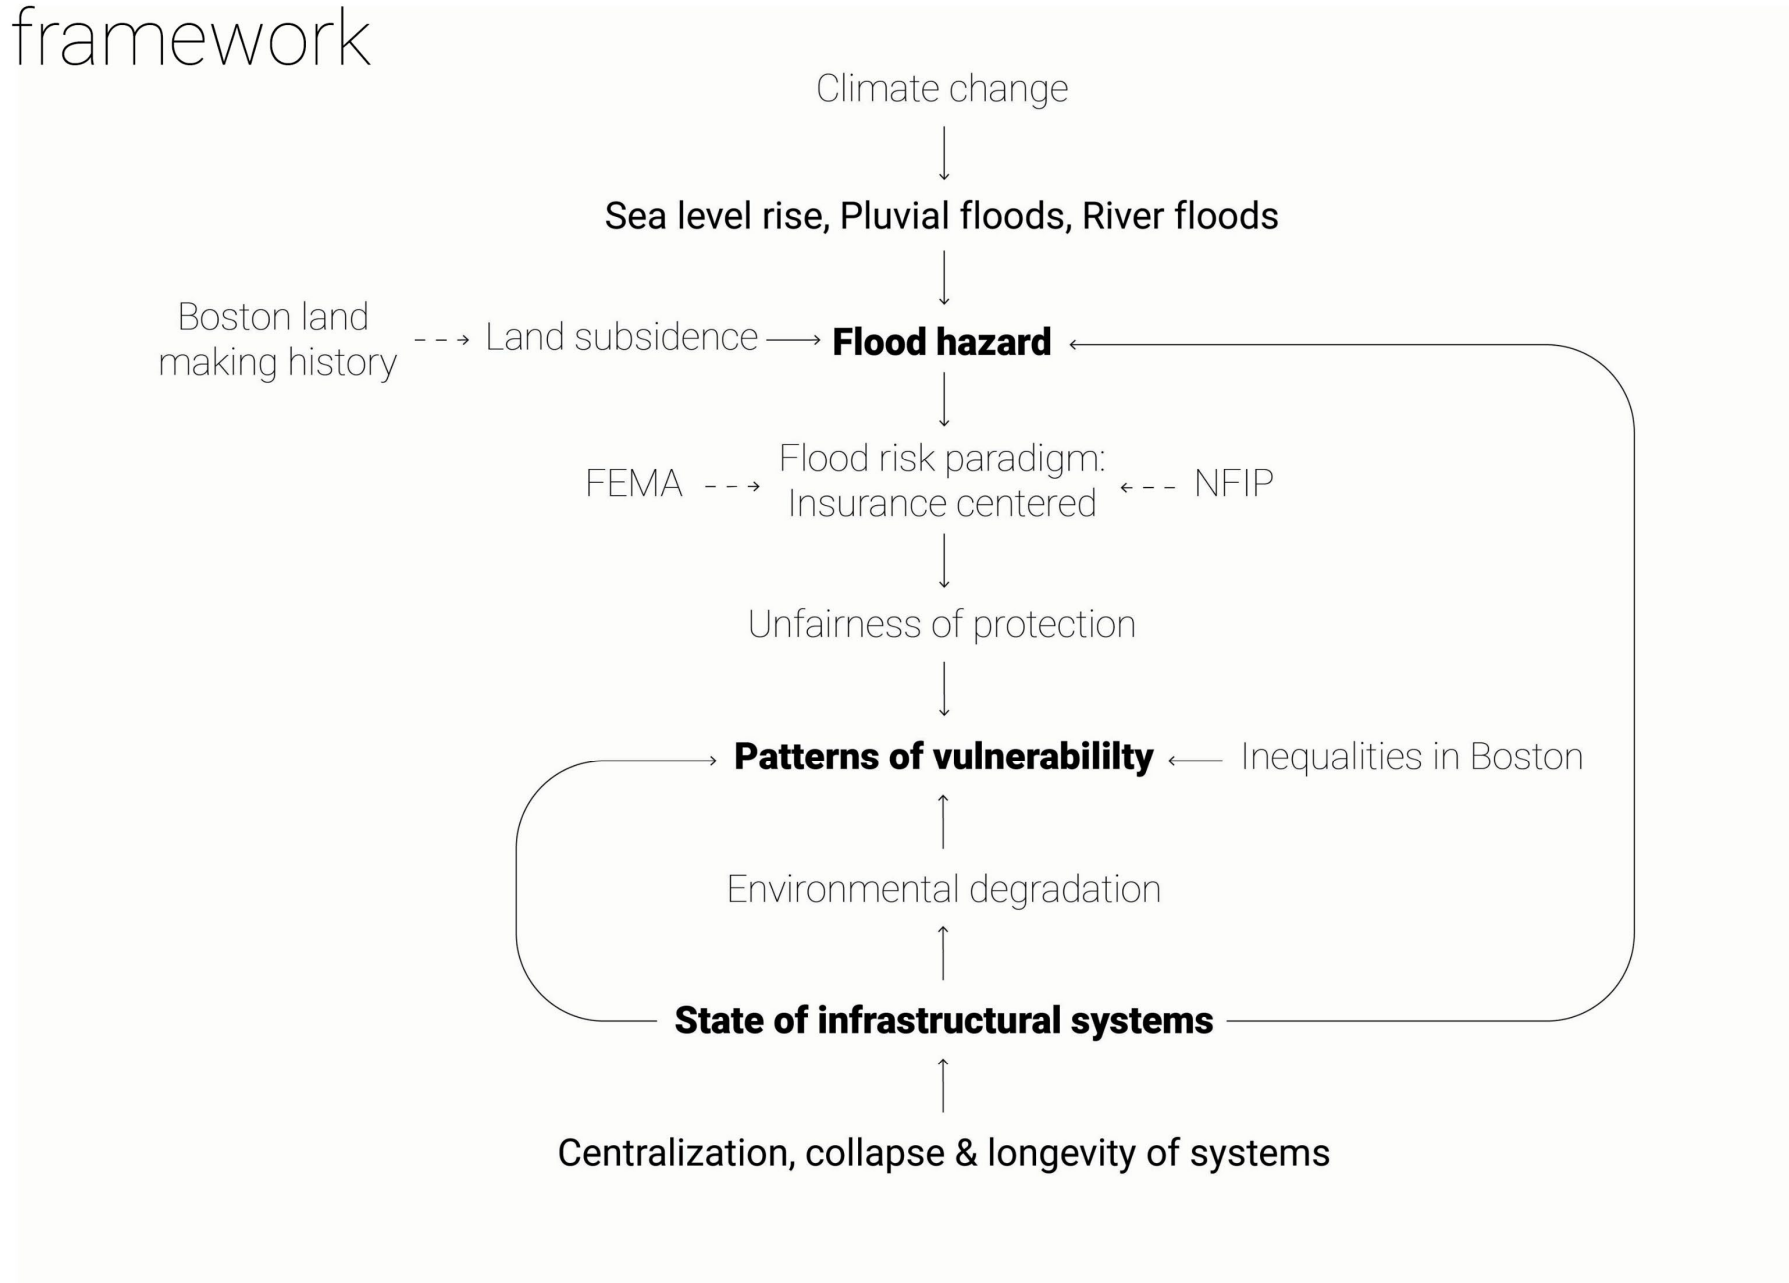 framework
Climate change
Sea level rise, Pluvial floods, River floods
Boston land
making history
Land subsidence
Flood hazard
Flood risk paradigm:
Insurance centered
FEMA
NFIP
Unfairness of protection
Patterns of vulnerabililty
Inequalities in Boston
Environmental degradation
State of infrastructural systems
Centralization, collapse & longevity of systems